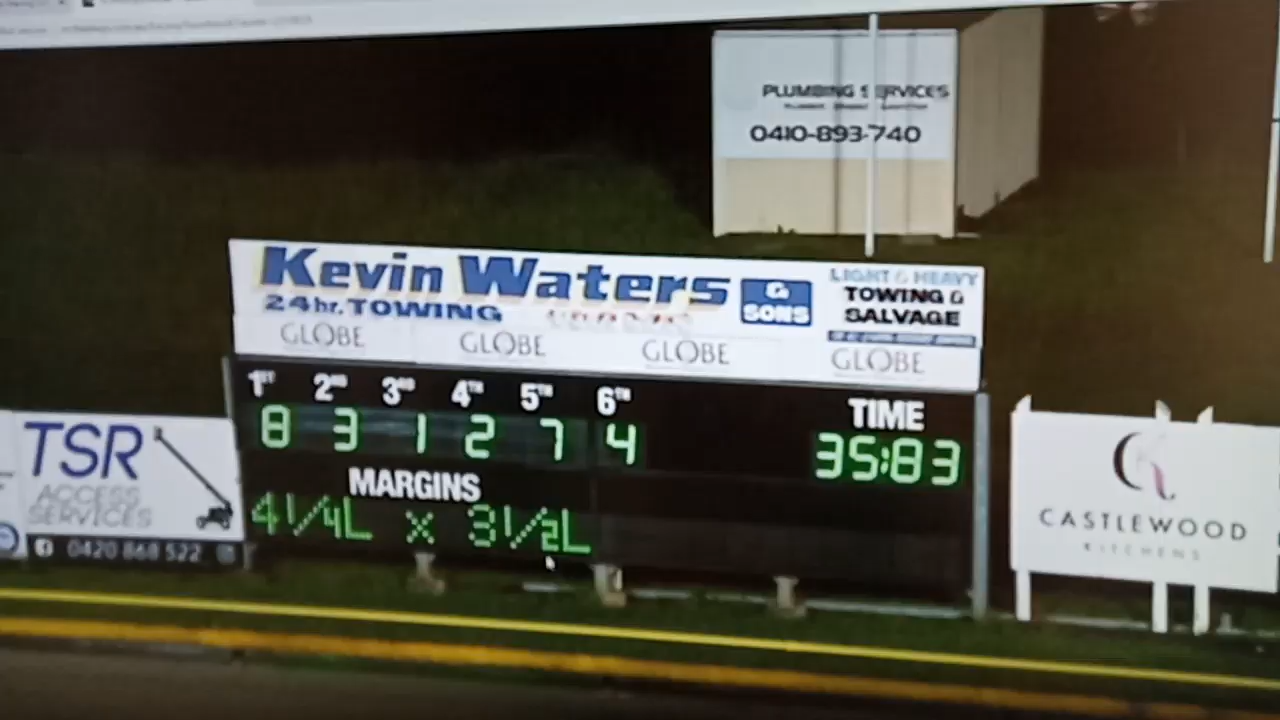 PLUMBING SERVICES
0410-893-740
Kevin Waters
24hr. TOWING
& SONS
LIGHT & HEAVY
TOWING &
SALVAGE
GLOBE GLOBE GLOBE GLOBE
1ST 2ND 3RD 4TH 5TH 6TH TIME
8 3 1 2 7 4 35:83
MARGINS
4 1/4L x 3 1/2L
TSR
ACCESS
SERVICES
0420 868 522
CASTLEWOOD
KITCHENS